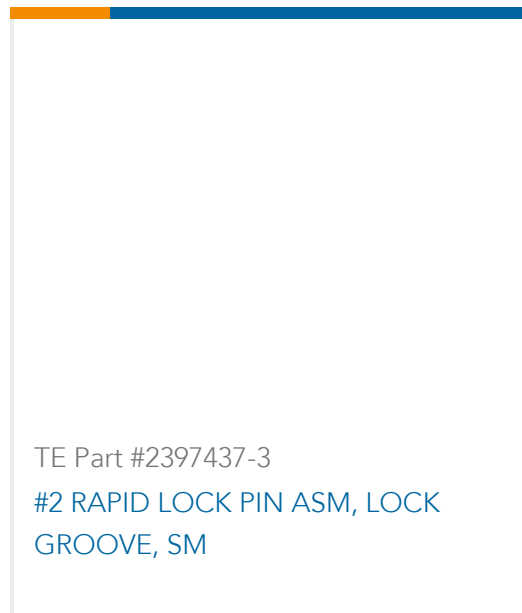 TE Part #2397437-3
#2 RAPID LOCK PIN ASM, LOCK
GROOVE, SM